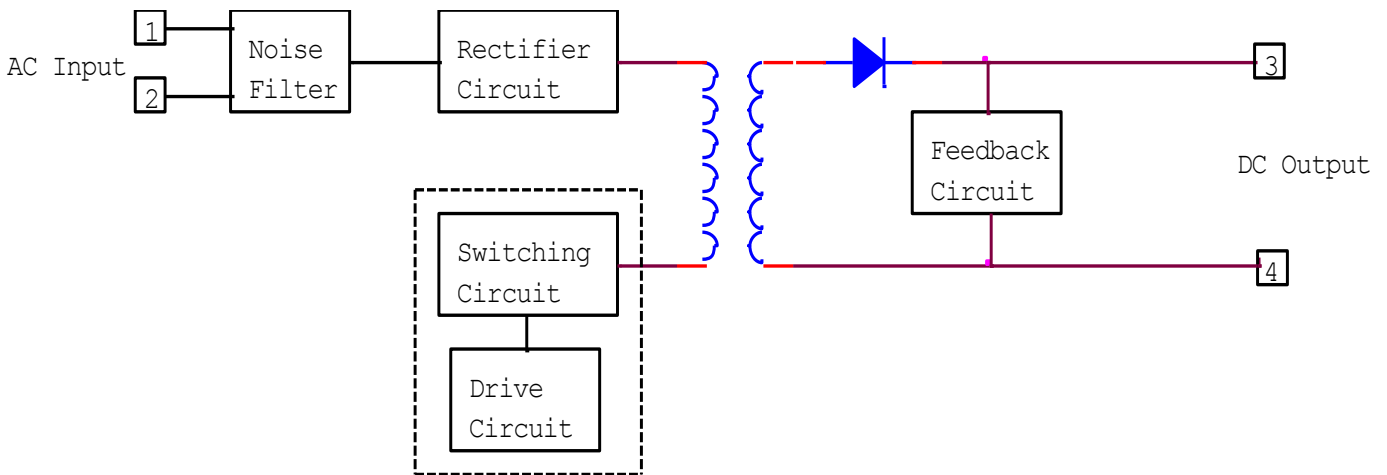 AC Input
1
2
Noise
Filter
Rectifier
Circuit
Switching
Circuit
Drive
Circuit
Feedback
Circuit
3
DC Output
4